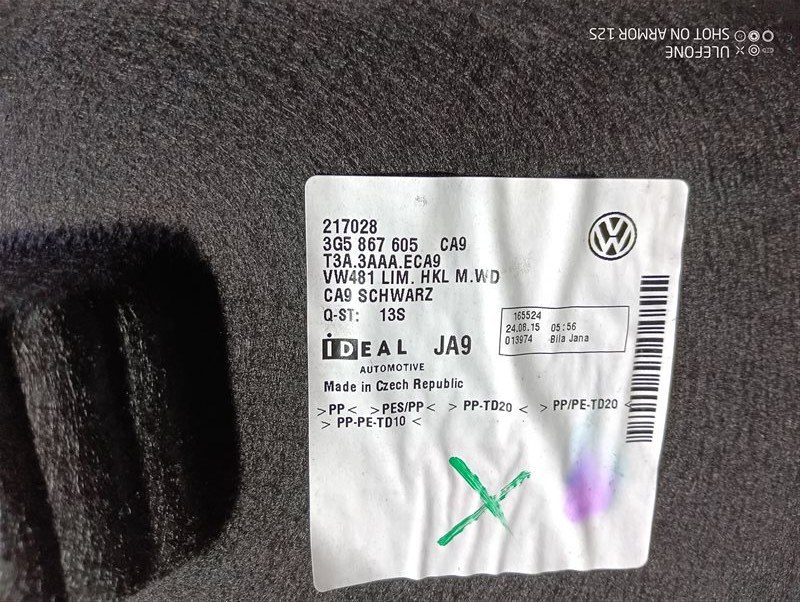 SHOT ON ARMOR 12S
ULEFONE
217028
3G5 867 605 CA9
T3A.3AAA.ECA9
VW481 LIM. HKL M.WD
CA9 SCHWARZ
Q-ST: 13S
165524
24.08.15 05:56
013974 Bila Jana
IDEAL JA9
AUTOMOTIVE
Made in Czech Republic
>PP< >PES/PP< >PP-TD20< >PP/PE-TD20<
>PP-PE-TD10<